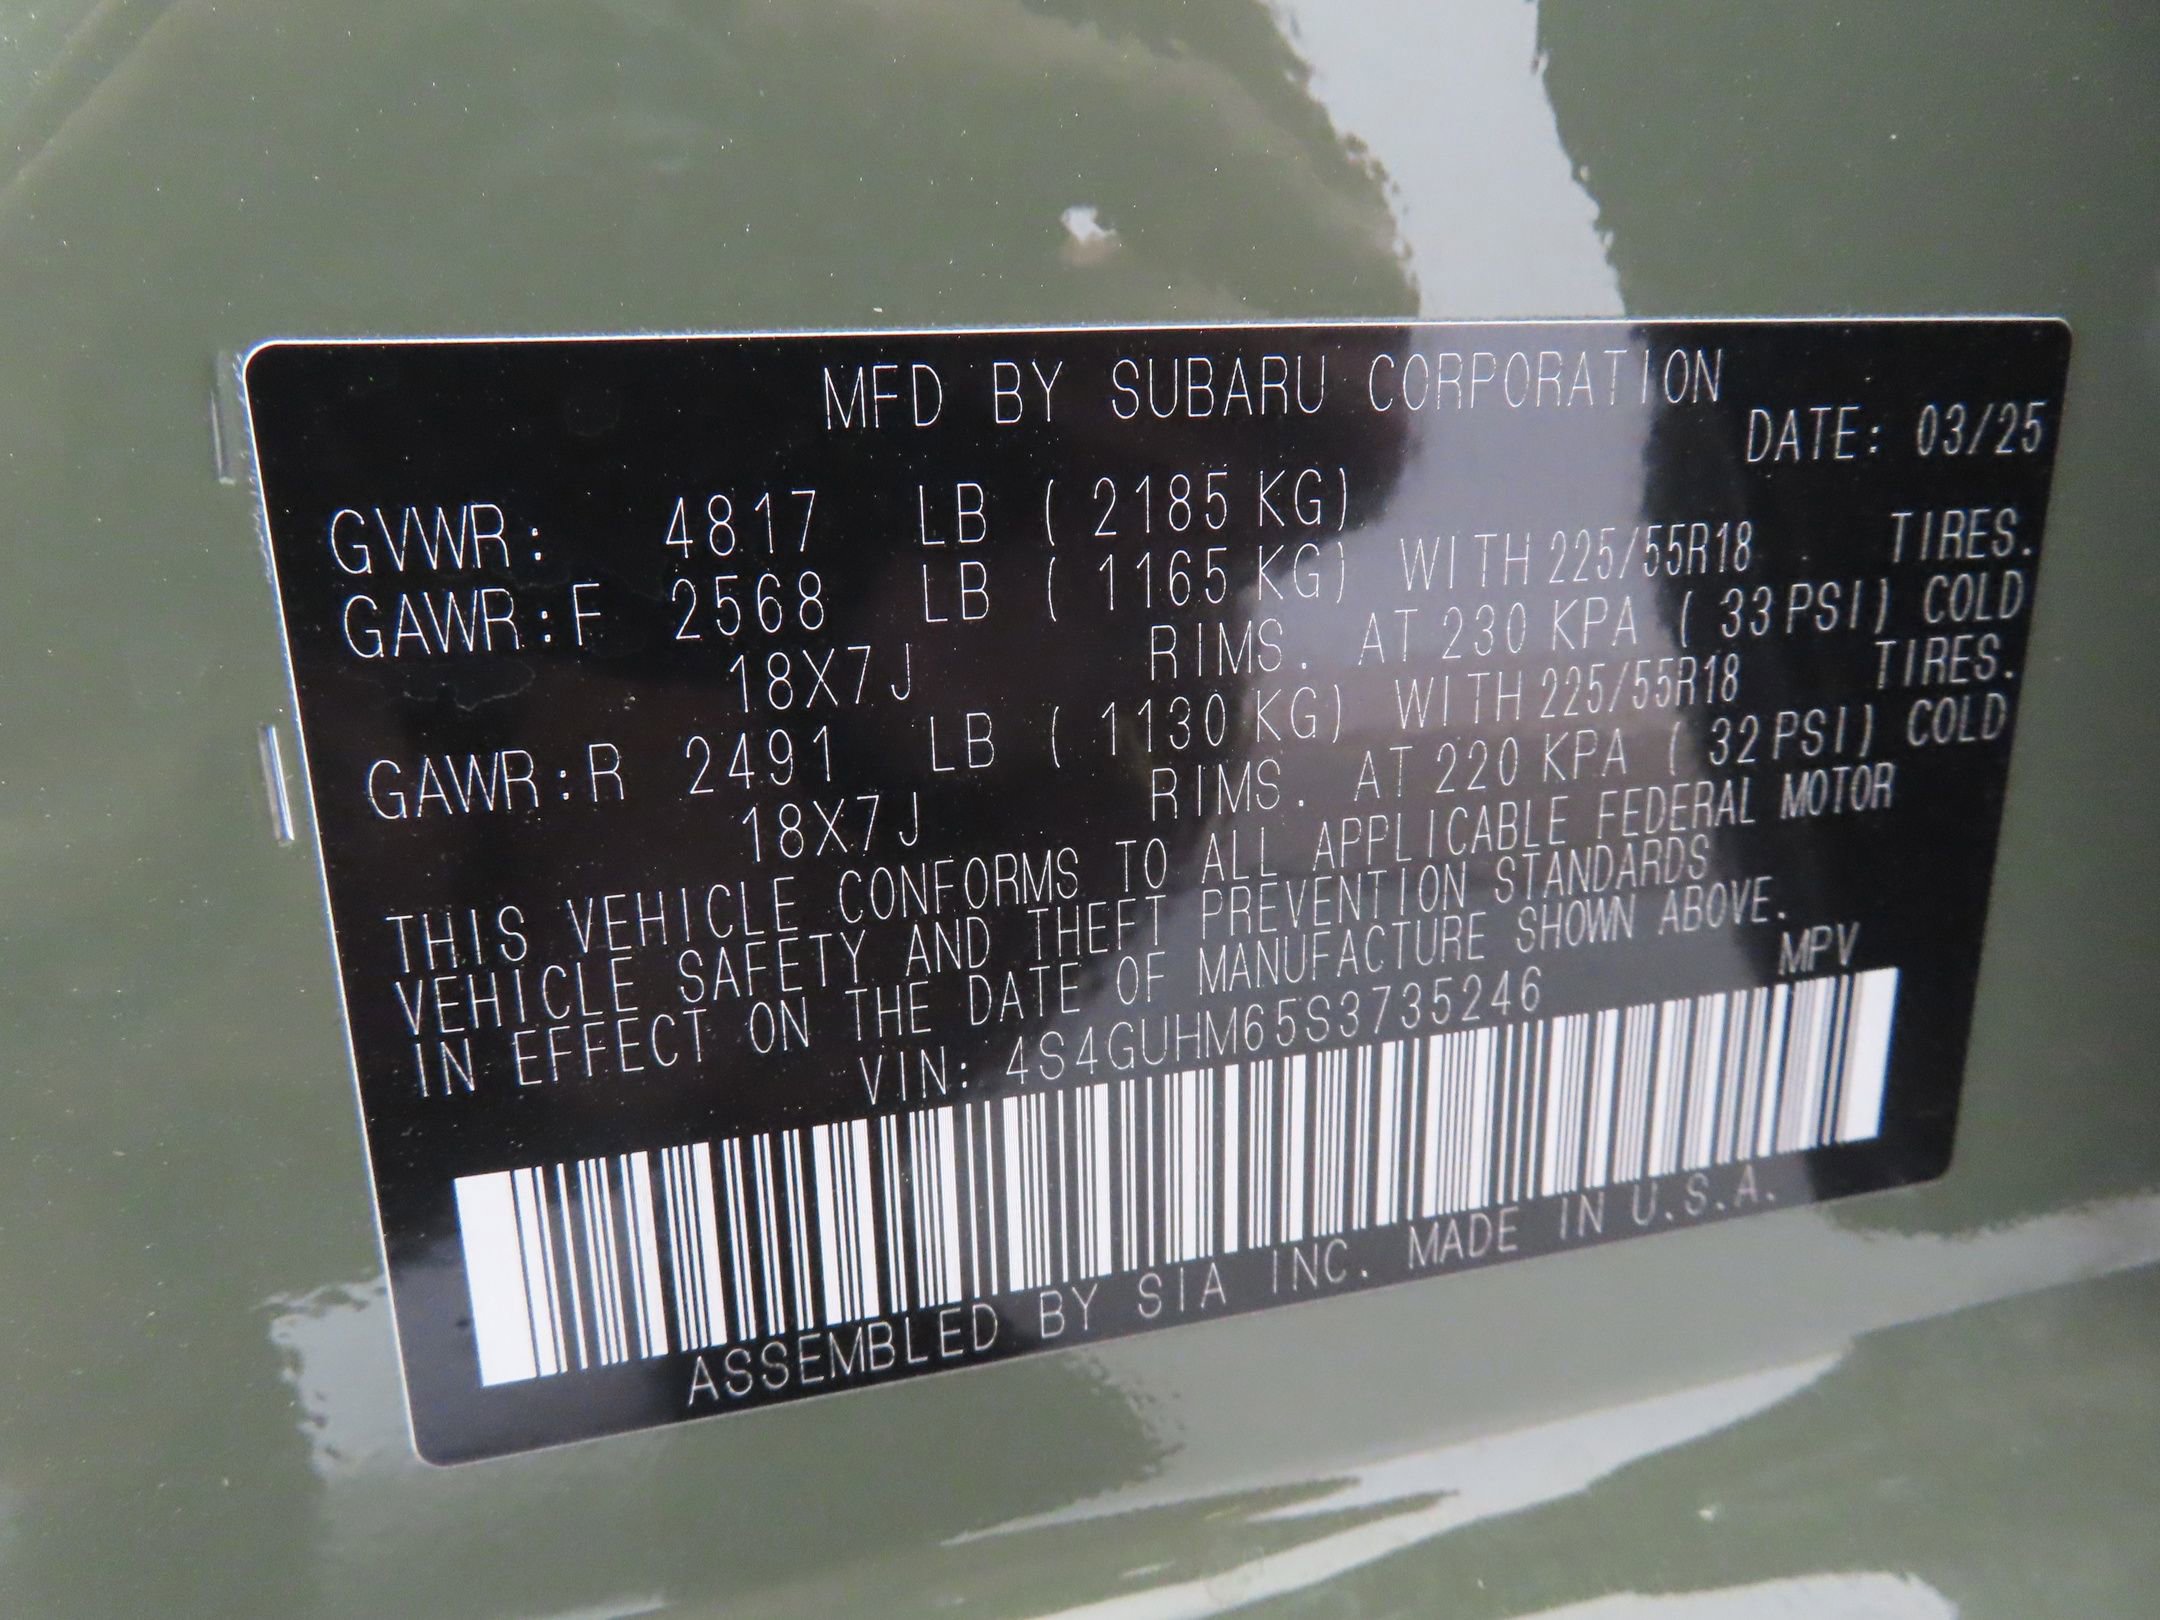 MFD BY SUBARU CORPORATION
DATE: 03/25
GVWR: 4817 LB ( 2185 KG)
GAWR:F 2568 LB ( 1165 KG) WITH 225/55R18 TIRES.
18X7J RIMS. AT 230 KPA ( 33 PSI) COLD
GAWR:R 2491 LB ( 1130 KG) WITH 225/55R18 TIRES.
18X7J RIMS. AT 220 KPA ( 32 PSI) COLD
THIS VEHICLE CONFORMS TO ALL APPLICABLE FEDERAL MOTOR
VEHICLE SAFETY AND THEFT PREVENTION STANDARDS
IN EFFECT ON THE DATE OF MANUFACTURE SHOWN ABOVE.
VIN: 4S4GUHM65S3735246 MPV
ASSEMBLED BY SIA INC. MADE IN U.S.A.